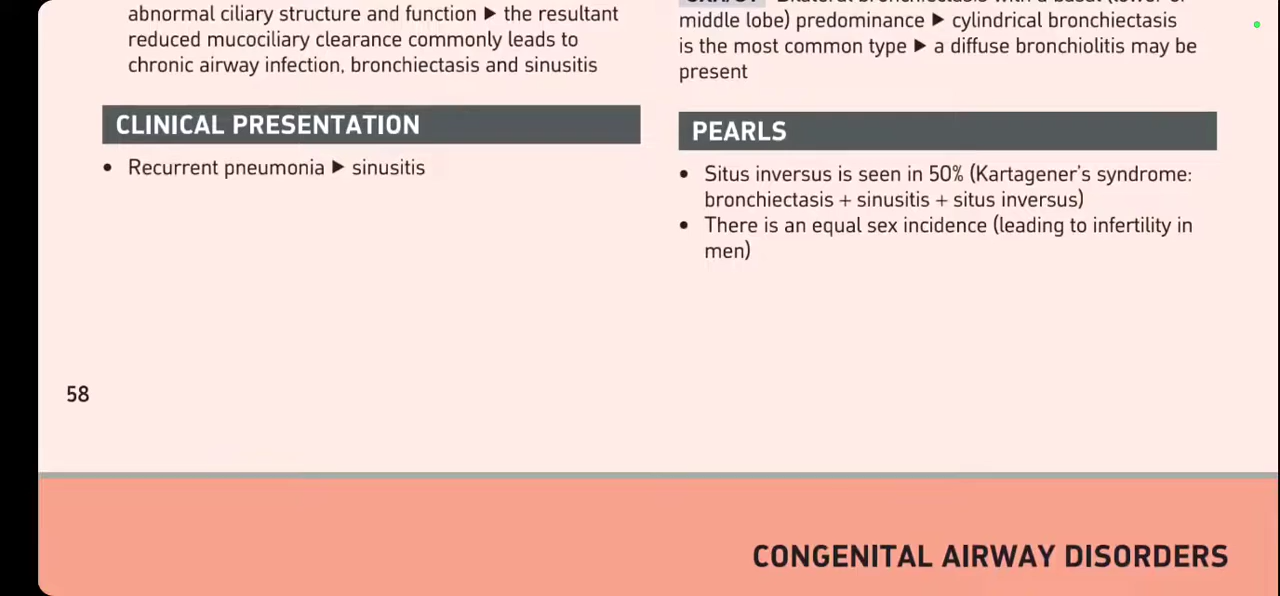 abnormal ciliary structure and function ▶ the resultant
reduced mucociliary clearance commonly leads to
chronic airway infection, bronchiectasis and sinusitis
CLINICAL PRESENTATION
• Recurrent pneumonia ▶ sinusitis
58
middle lobe) predominance ▶ cylindrical bronchiectasis
is the most common type ▶ a diffuse bronchiolitis may be
present
PEARLS
• Situs inversus is seen in 50% (Kartagener's syndrome:
bronchiectasis + sinusitis + situs inversus)
• There is an equal sex incidence (leading to infertility in
men)
CONGENITAL AIRWAY DISORDERS